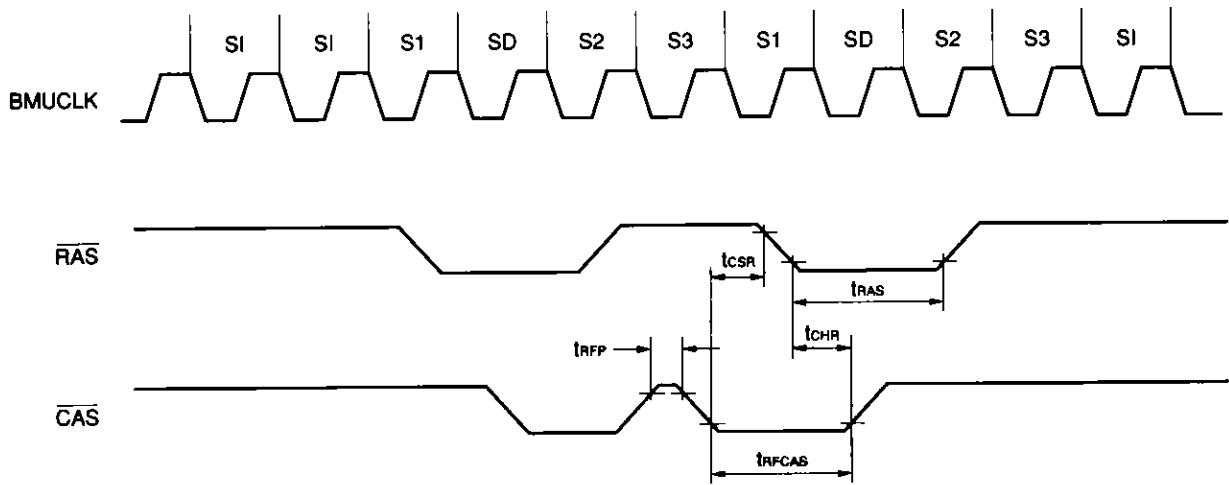 SI SI S1 SD S2 S3 S1 SD S2 S3 SI
BMUCLK
RAS
tCSR
tRAS
tCHR
tRFP
CAS
tRFCAS